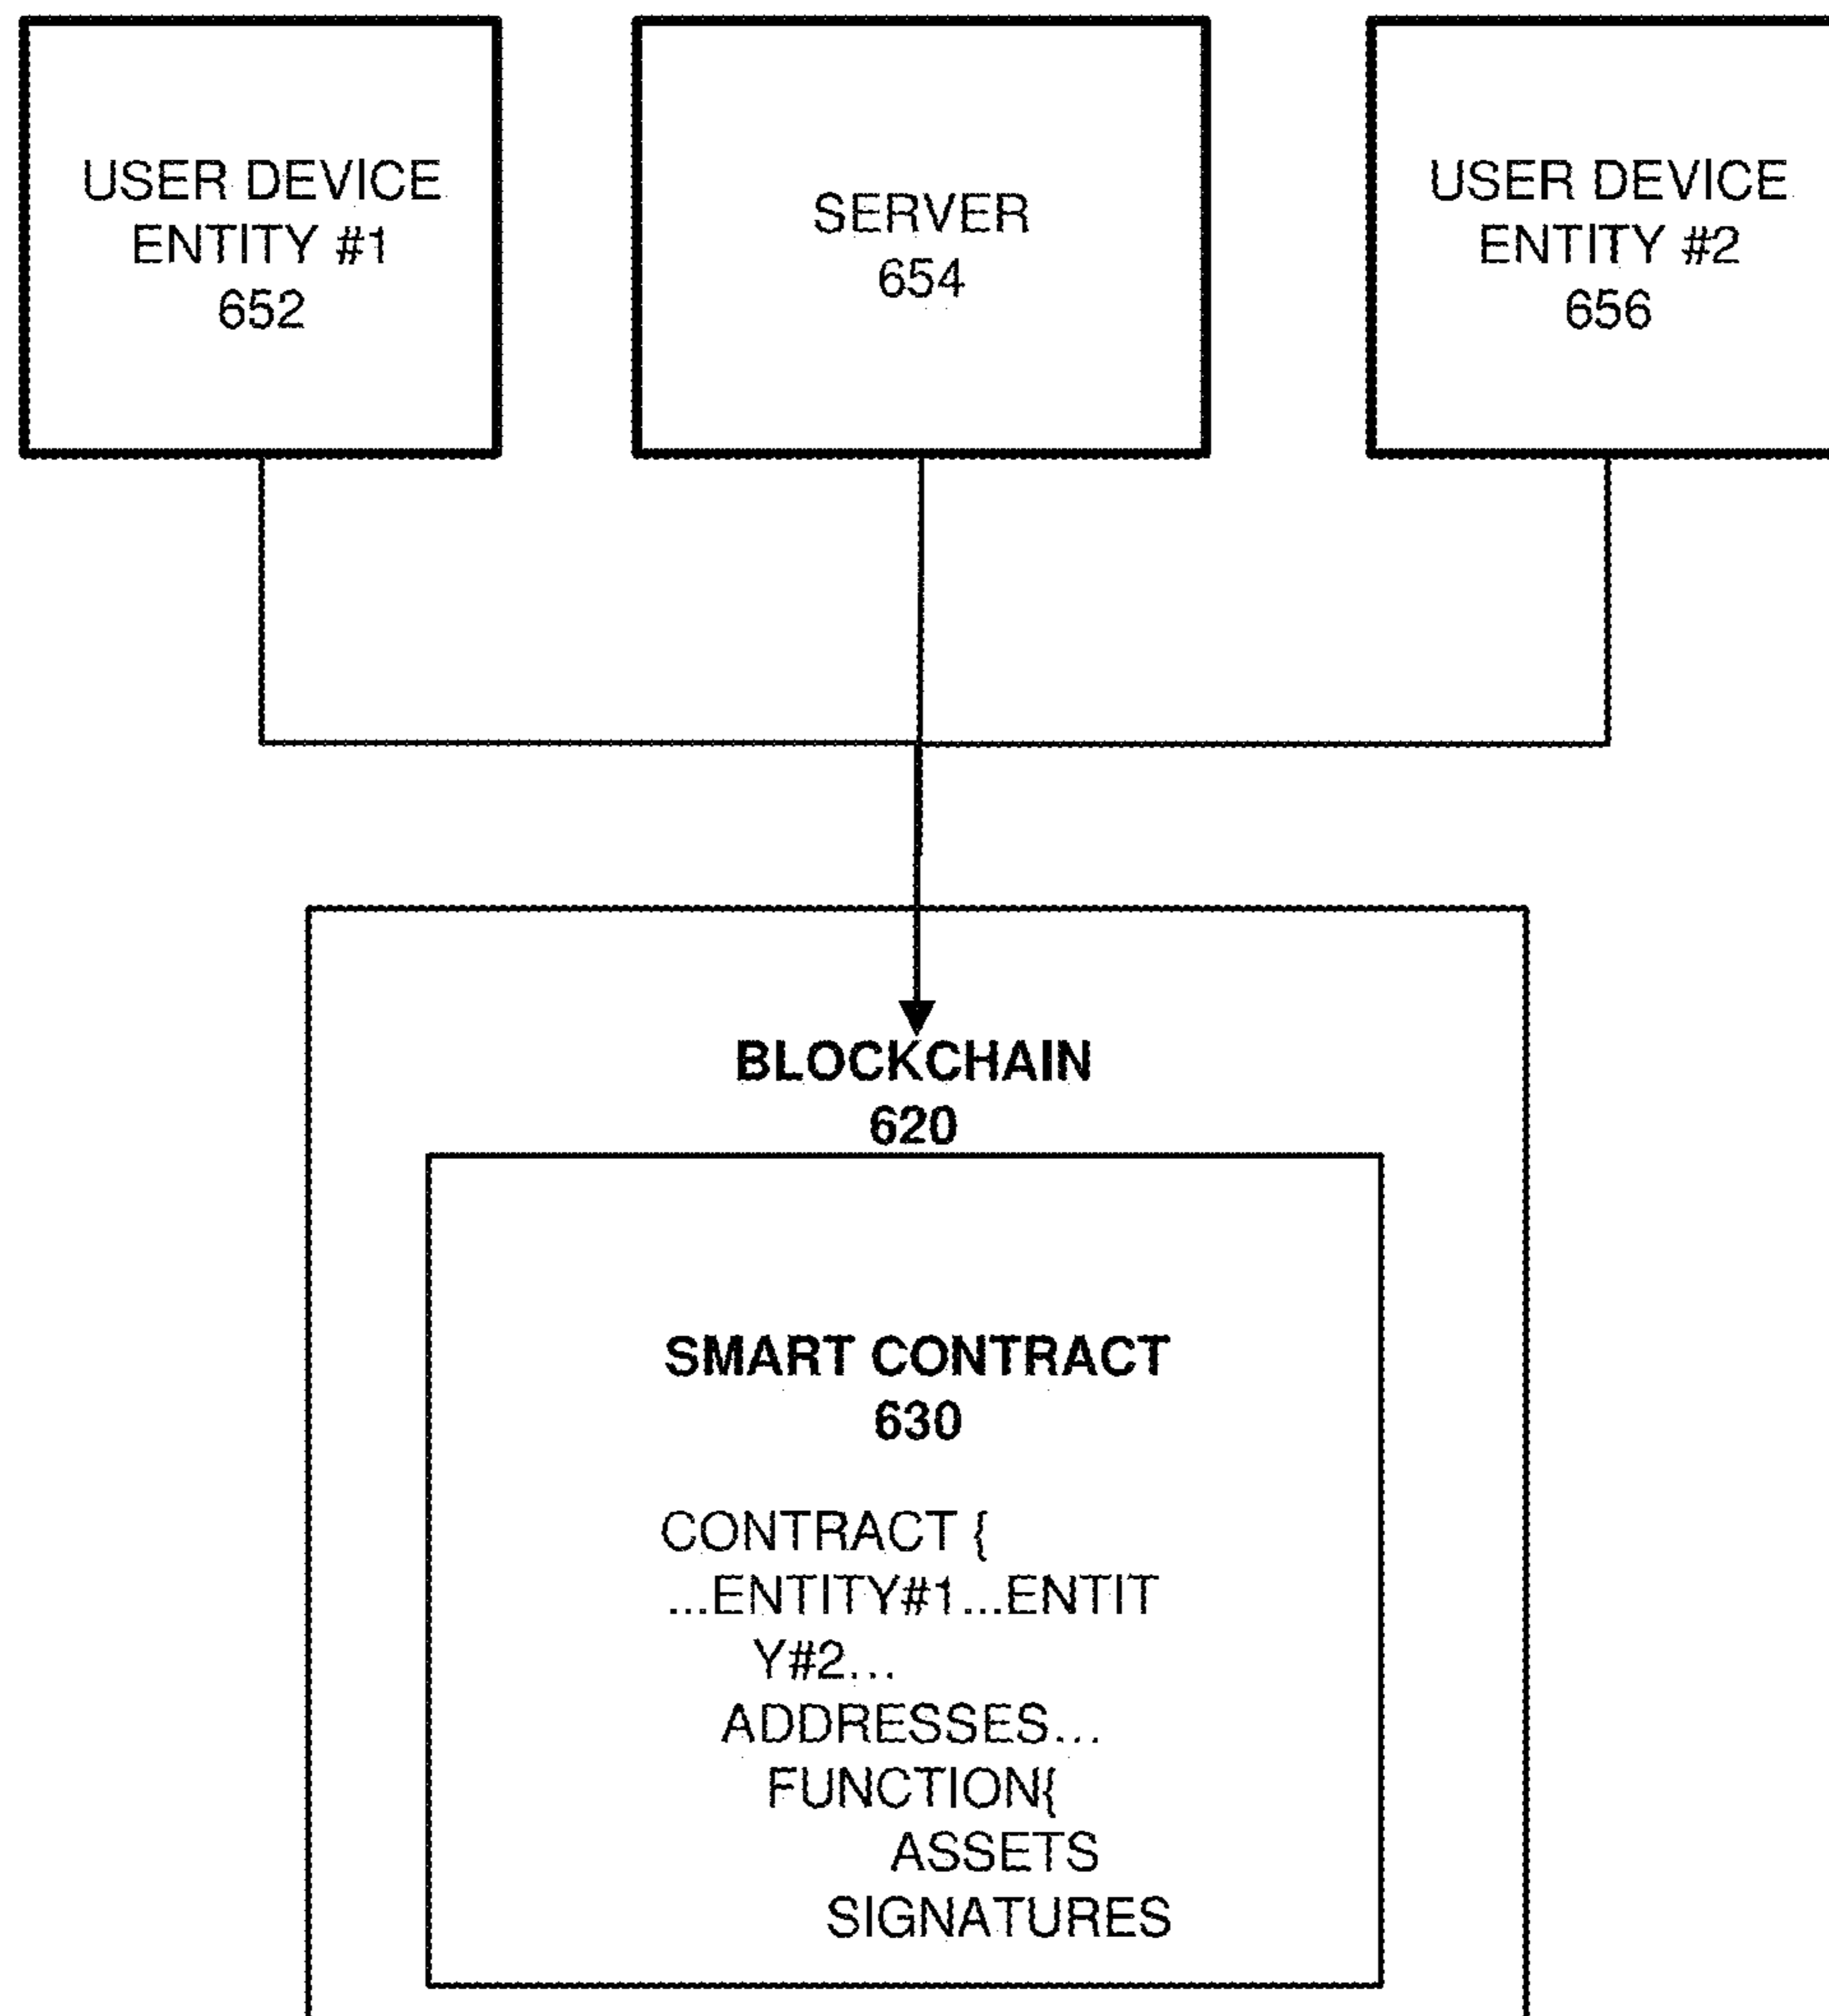 USER DEVICE
ENTITY #1
652
SERVER
654
USER DEVICE
ENTITY #2
656
BLOCKCHAIN
620
SMART CONTRACT
630
CONTRACT {
...ENTITY#1...ENTIT
Y#2...
ADDRESSES...
FUNCTION{
ASSETS
SIGNATURES